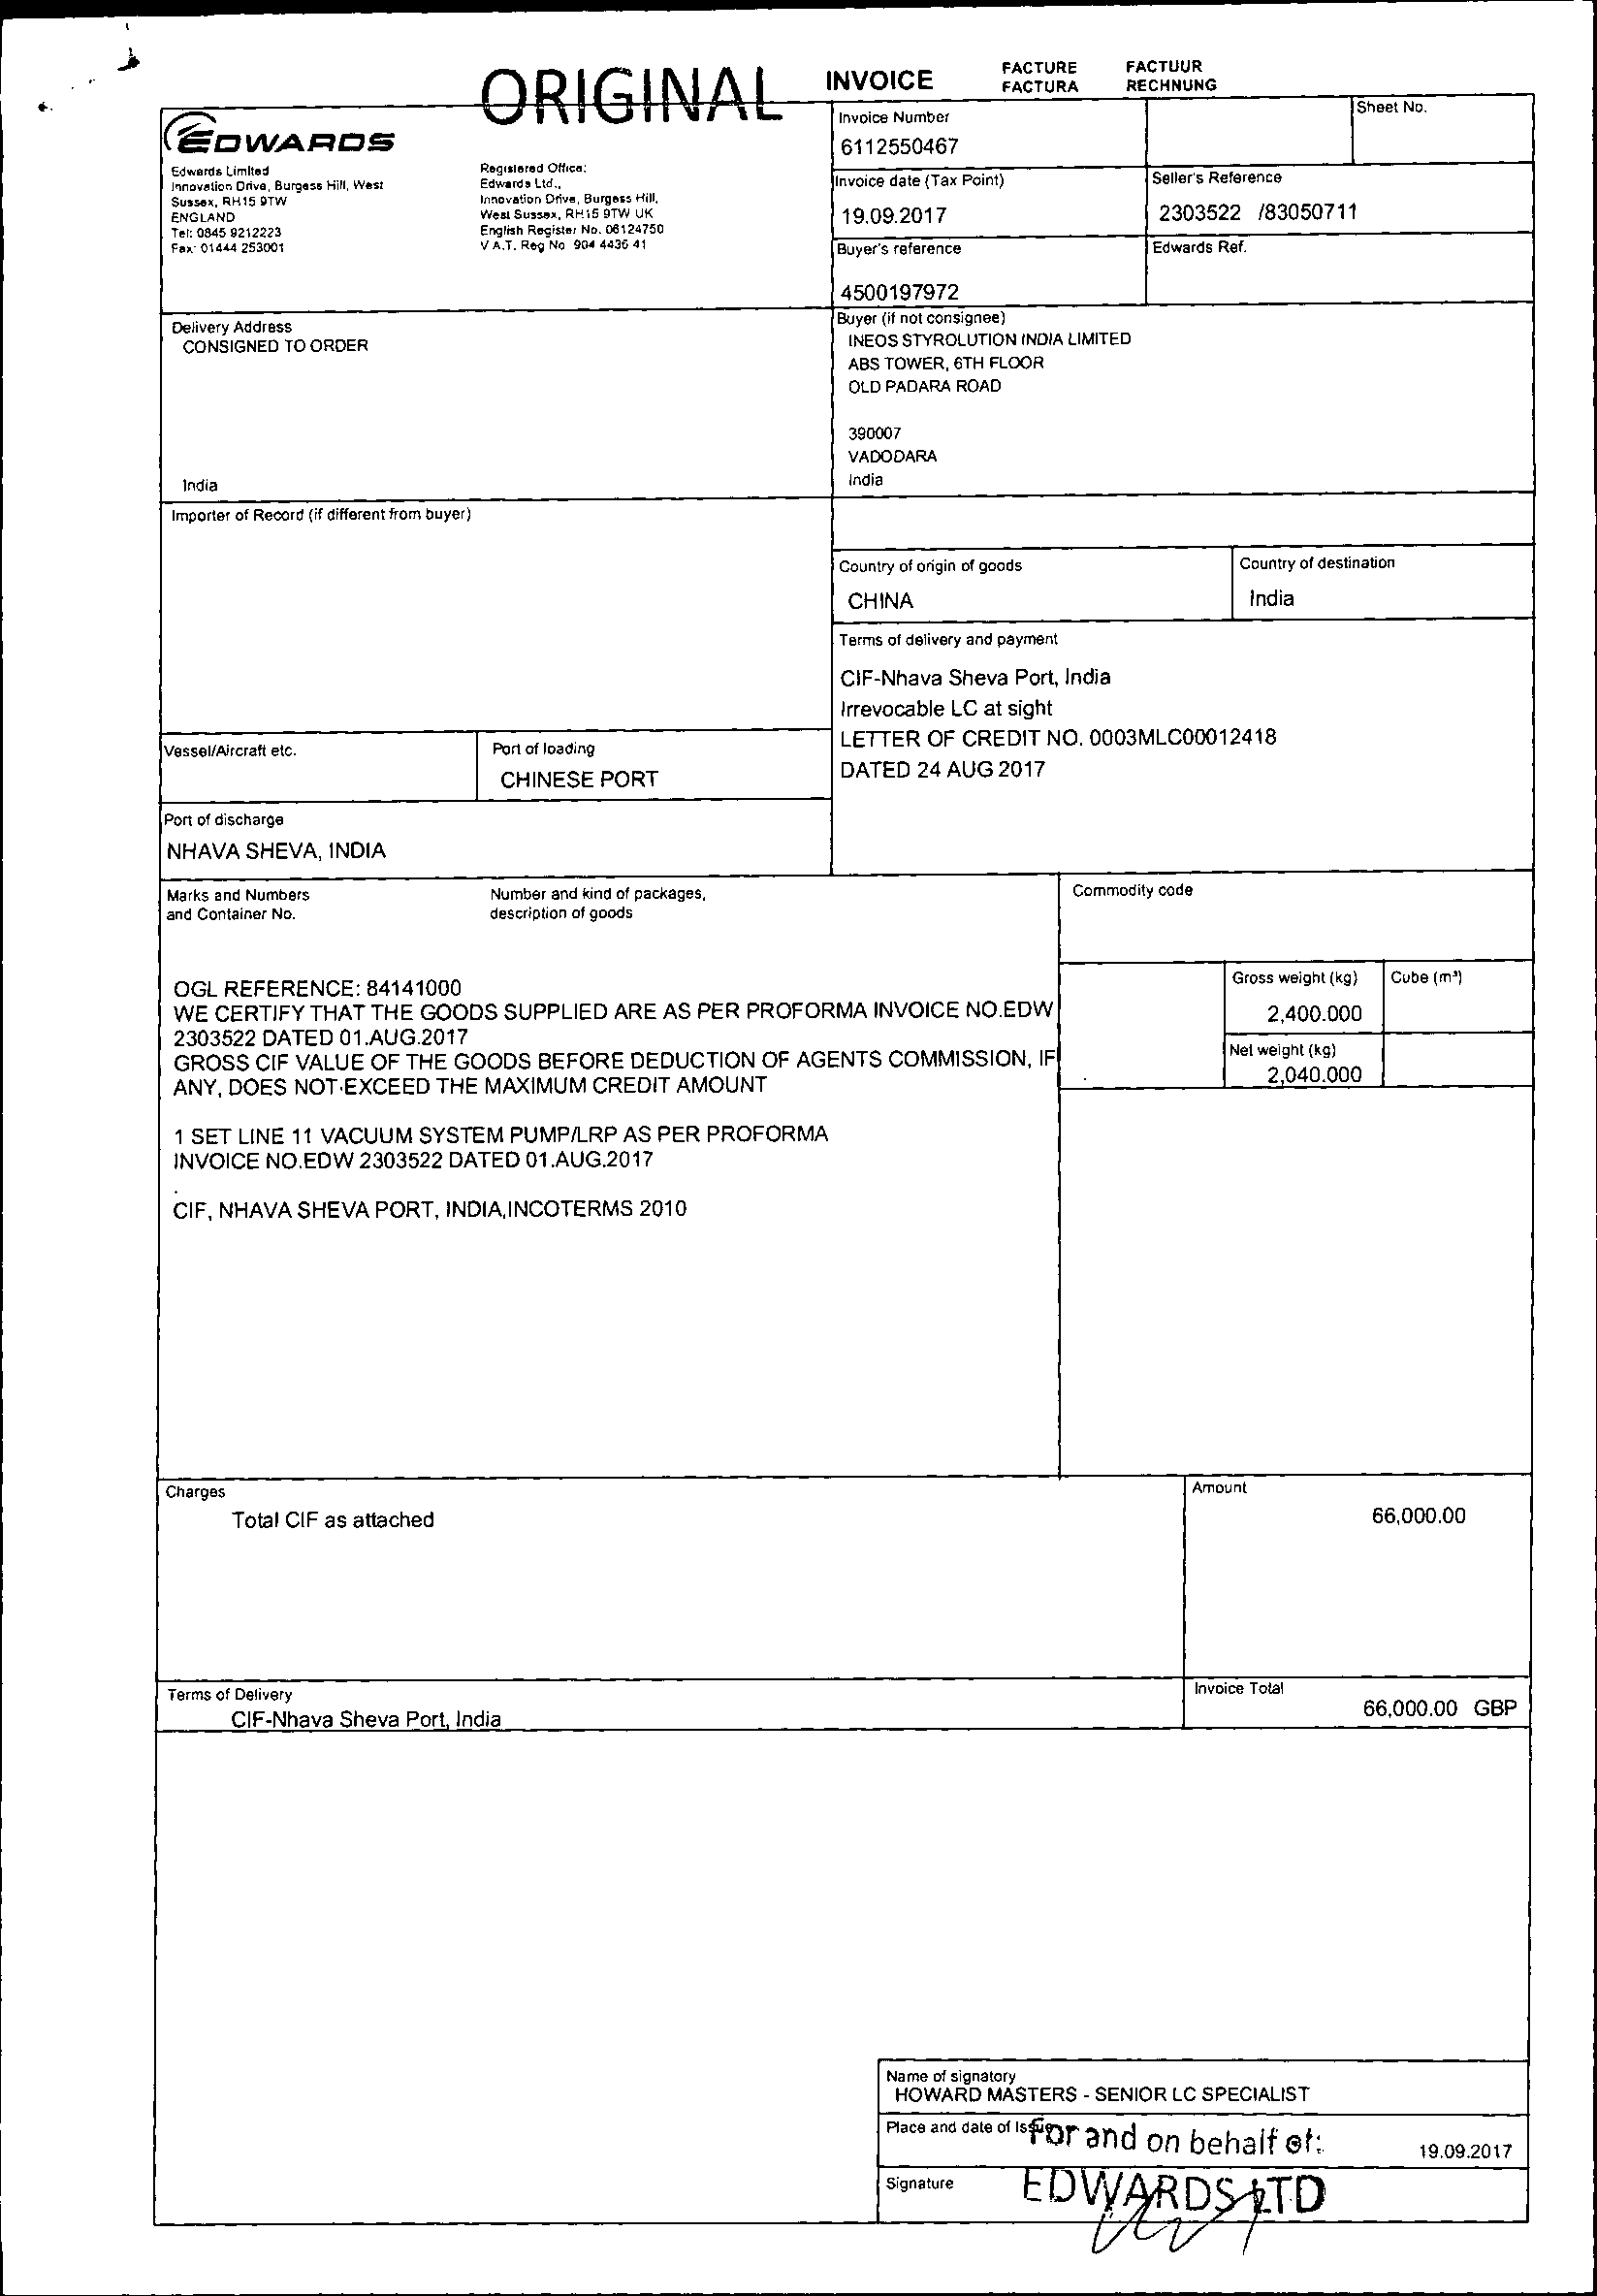 ORIGINAL
INVOICE
FACTURE
FACTURA
FACTUUR
RECHNUNG
EDWARDS
Edwards Limited
Innovation Drive, Burgess Hill, West
Sussex, RH15 9TW
ENGLAND
Tel: 0845 9212223
Fax: 01444 253001
Registered Office:
Edwards Ltd.,
Innovation Drive, Burgess Hill,
West Sussex, RH15 9TW UK
English Register No. 06124750
V.A.T. Reg No 904 4436 41
Invoice Number
6112550467
Sheet No.
Invoice date (Tax Point)
19.09.2017
Seller's Reference
2303522 /83050711
Buyer's reference
4500197972
Edwards Ref.
Delivery Address
CONSIGNED TO ORDER
India
Buyer (if not consignee)
INEOS STYROLUTION INDIA LIMITED
ABS TOWER, 6TH FLOOR
OLD PADARA ROAD
390007
VADODARA
India
Importer of Record (if different from buyer)
Country of origin of goods
CHINA
Country of destination
India
Terms of delivery and payment
CIF-Nhava Sheva Port, India
Irrevocable LC at sight
LETTER OF CREDIT NO. 0003MLC00012418
DATED 24 AUG 2017
Vessel/Aircraft etc.
Port of loading
CHINESE PORT
Port of discharge
NHAVA SHEVA, INDIA
Marks and Numbers
and Container No.
Number and kind of packages,
description of goods
Commodity code
Gross weight (kg)
2,400.000
Cube (m³)
Net weight (kg)
2,040.000
OGL REFERENCE: 84141000
WE CERTIFY THAT THE GOODS SUPPLIED ARE AS PER PROFORMA INVOICE NO.EDW
2303522 DATED 01.AUG.2017
GROSS CIF VALUE OF THE GOODS BEFORE DEDUCTION OF AGENTS COMMISSION, IF
ANY, DOES NOT EXCEED THE MAXIMUM CREDIT AMOUNT
1 SET LINE 11 VACUUM SYSTEM PUMP/LRP AS PER PROFORMA
INVOICE NO.EDW 2303522 DATED 01.AUG.2017
.
CIF, NHAVA SHEVA PORT, INDIA,INCOTERMS 2010
Charges
Total CIF as attached
Amount
66,000.00
Terms of Delivery
CIF-Nhava Sheva Port, India
Invoice Total
66,000.00 GBP
Name of signatory
HOWARD MASTERS - SENIOR LC SPECIALIST
Place and date of Issue
For and on behalf of:
19.09.2017
Signature
EDWARDS LTD